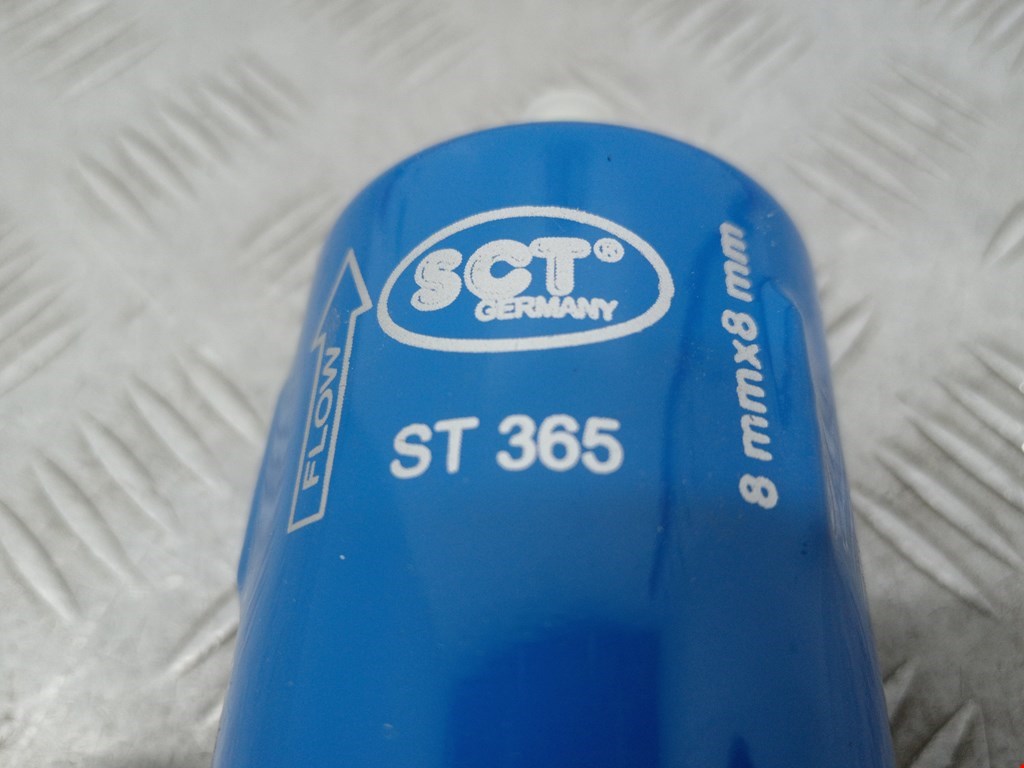 SCT®
GERMANY
ST 365
FLOW
8 mmx8 mm